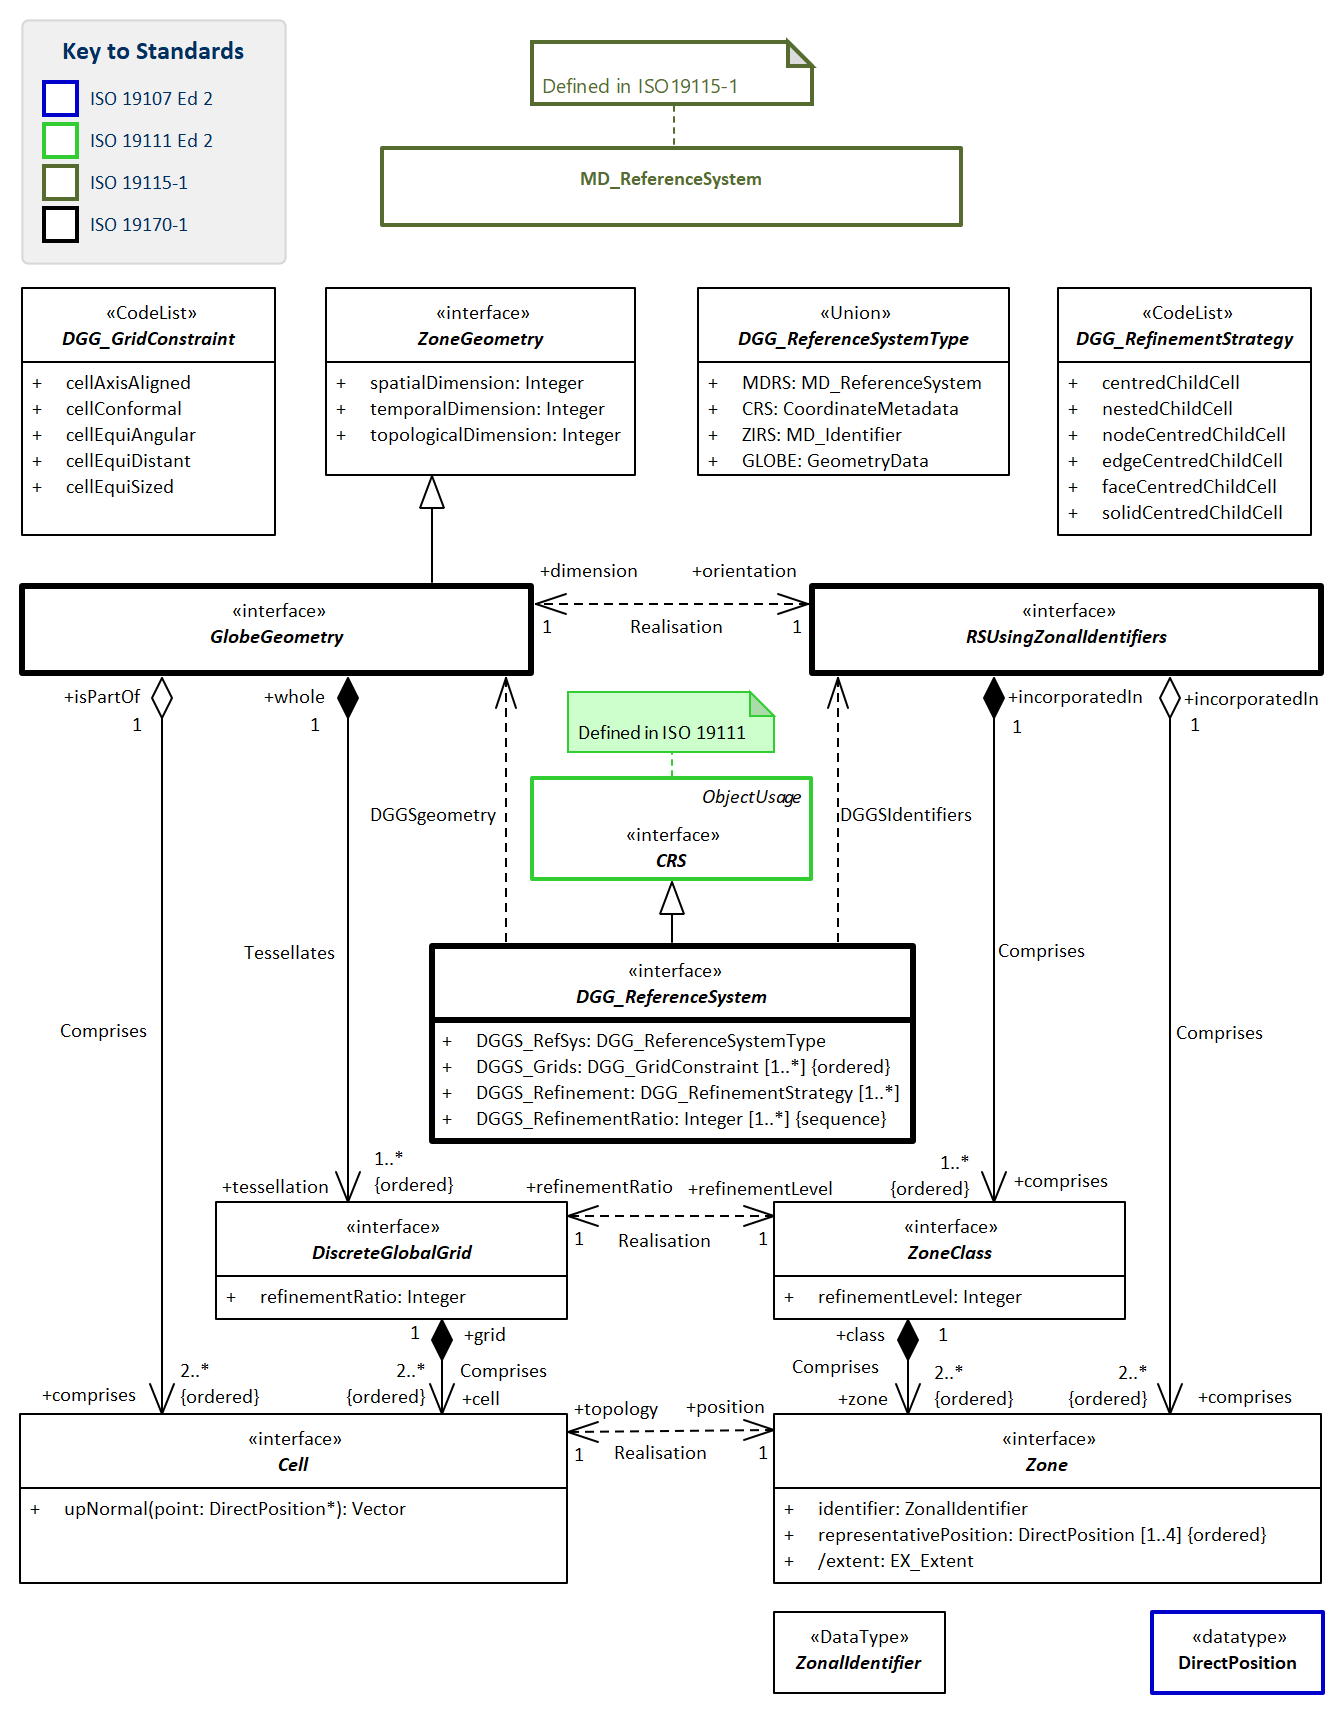 Key to Standards
ISO 19107 Ed 2
ISO 19111 Ed 2
ISO 19115-1
ISO 19170-1
Defined in ISO19115-1
MD_ReferenceSystem
«CodeList»
DGG_GridConstraint
+ cellAxisAligned
+ cellConformal
+ cellEquiAngular
+ cellEquiDistant
+ cellEquiSized
«interface»
ZoneGeometry
+ spatialDimension: Integer
+ temporalDimension: Integer
+ topologicalDimension: Integer
«Union»
DGG_ReferenceSystemType
+ MDRS: MD_ReferenceSystem
+ CRS: CoordinateMetadata
+ ZIRS: MD_Identifier
+ GLOBE: GeometryData
«CodeList»
DGG_RefinementStrategy
+ centredChildCell
+ nestedChildCell
+ nodeCentredChildCell
+ edgeCentredChildCell
+ faceCentredChildCell
+ solidCentredChildCell
+dimension
+orientation
1
Realisation
1
«interface»
GlobeGeometry
«interface»
RSUsingZonalIdentifiers
+isPartOf
1
+whole
1
+incorporatedIn
1
+incorporatedIn
1
Defined in ISO 19111
ObjectUsage
«interface»
CRS
DGGSgeometry
DGGSIdentifiers
Tessellates
Comprises
Comprises
Comprises
«interface»
DGG_ReferenceSystem
+ DGGS_RefSys: DGG_ReferenceSystemType
+ DGGS_Grids: DGG_GridConstraint [1..*] {ordered}
+ DGGS_Refinement: DGG_RefinementStrategy [1..*]
+ DGGS_RefinementRatio: Integer [1..*] {sequence}
1..*
{ordered}
+tessellation
+refinementRatio
+refinementLevel
1
Realisation
1
1..*
{ordered}
+comprises
«interface»
DiscreteGlobalGrid
+ refinementRatio: Integer
«interface»
ZoneClass
+ refinementLevel: Integer
1
+grid
2..*
{ordered}
Comprises
+cell
2..*
{ordered}
+comprises
+class
1
Comprises
+zone
2..*
{ordered}
2..*
{ordered}
+comprises
+topology
+position
1
Realisation
1
«interface»
Cell
+ upNormal(point: DirectPosition*): Vector
«interface»
Zone
+ identifier: ZonalIdentifier
+ representativePosition: DirectPosition [1..4] {ordered}
+ /extent: EX_Extent
«DataType»
ZonalIdentifier
«datatype»
DirectPosition